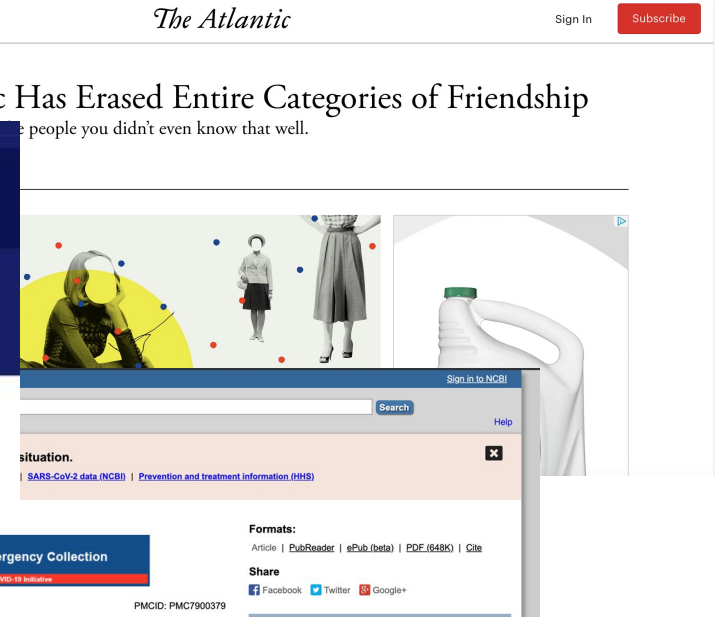 The Atlantic
Sign In
Subscribe
Has Erased Entire Categories of Friendship
people you didn't even know that well.
Sign in to NCBI
Search
Help
situation.
| SARS-CoV-2 data (NCBI) | Prevention and treatment information (HHS)
Formats:
Article | PubReader | ePub (beta) | PDF (648K) | Cite
Share
Facebook Twitter Google+
Collection
Initiative
PMCID: PMC7900379